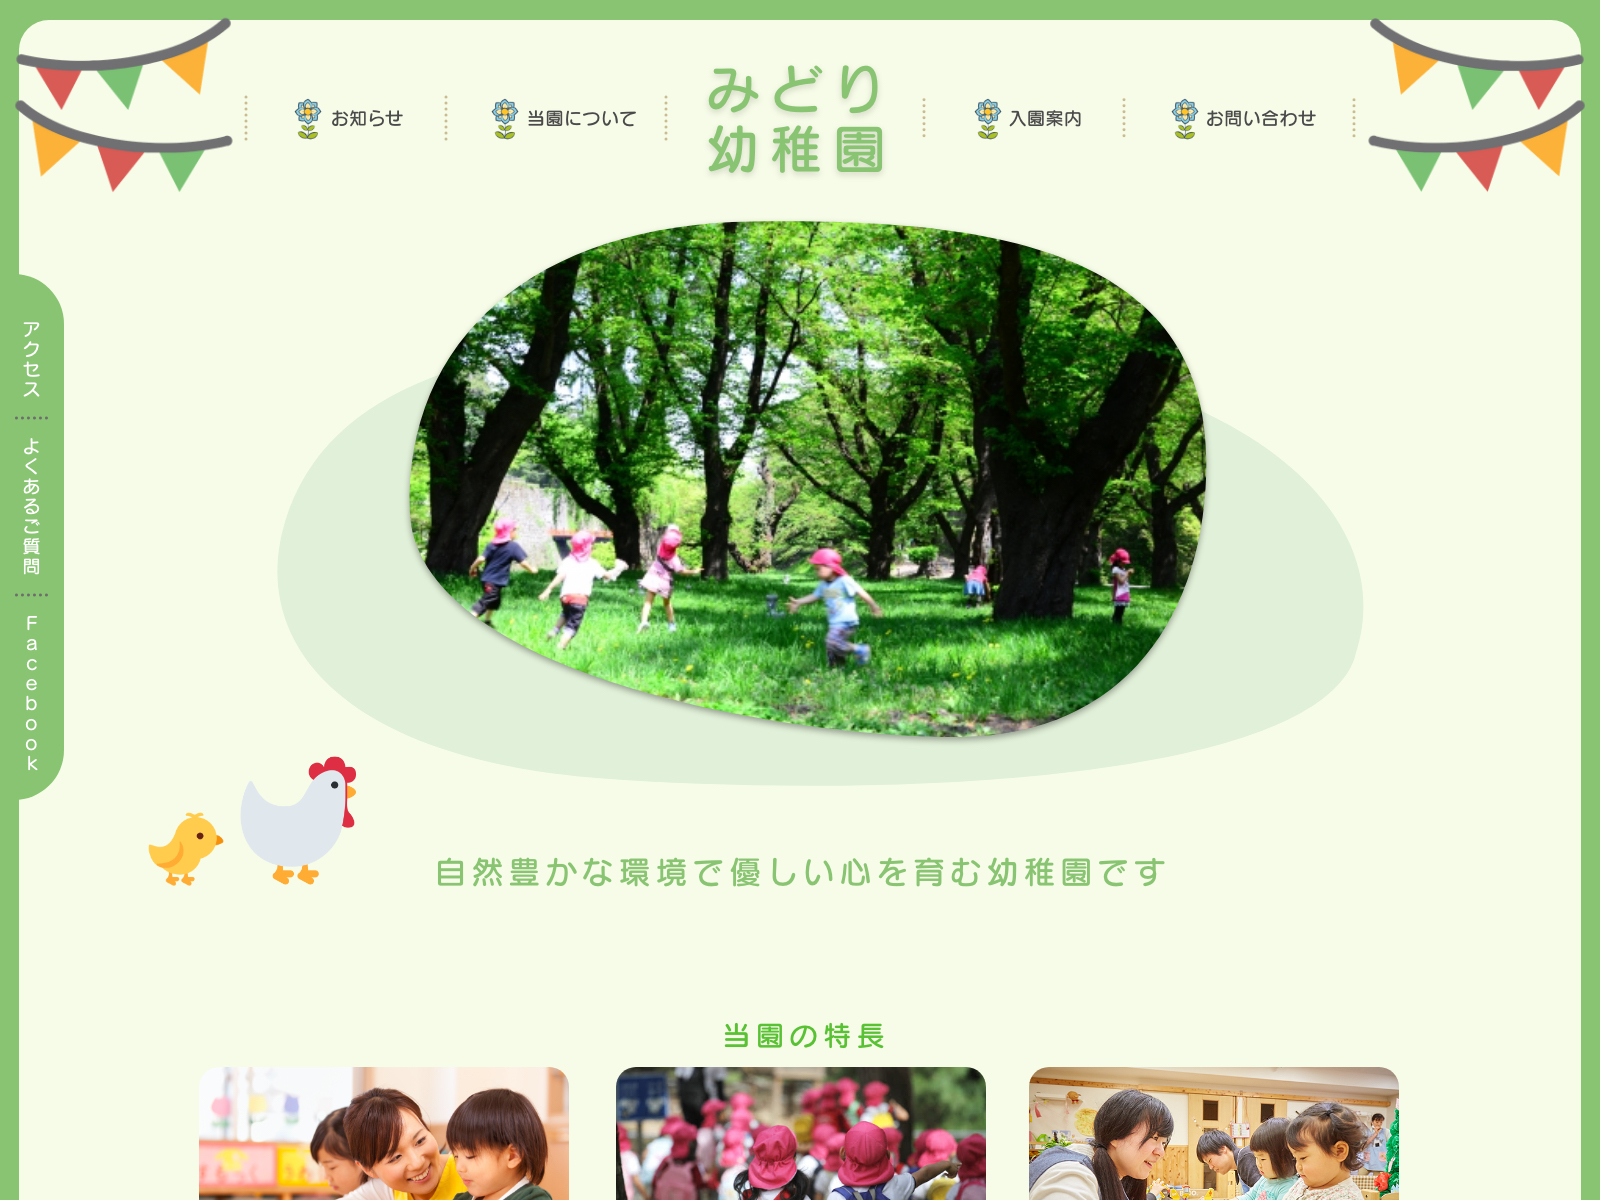 お知らせ
当園について
みどり
幼稚園
入園案内
お問い合わせ
アクセス
よくあるご質問
Facebook
自然豊かな環境で優しい心を育む幼稚園です
当園の特長